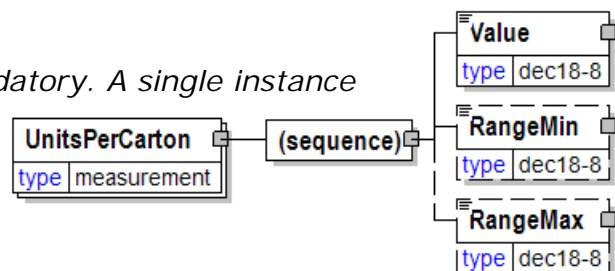 Value
type dec18-8
datory. A single instance
RangeMin
UnitsPerCarton
(sequence)
type dec18-8
type measurement
RangeMax
type dec18-8